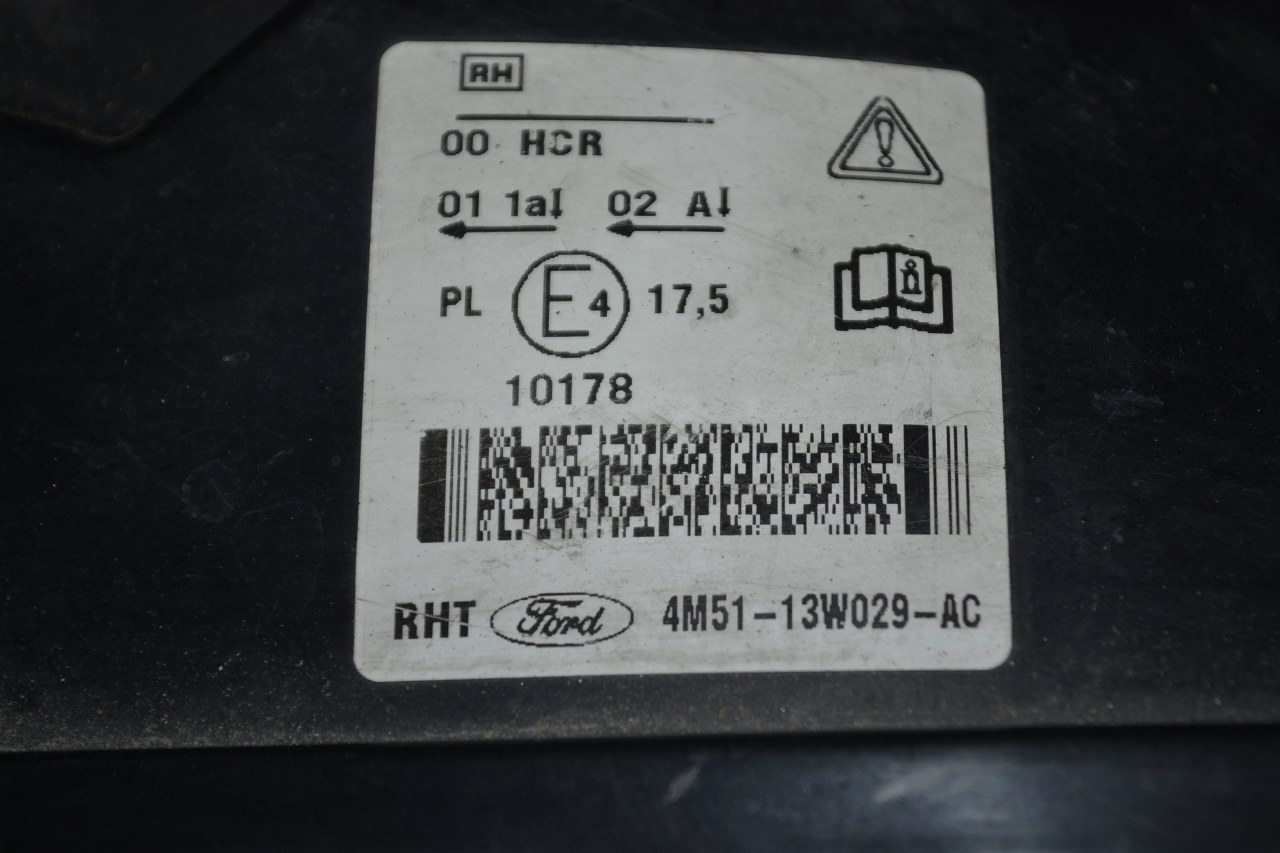 RH
00 HCR
01 1a 02 A
PL E4 17,5
10178
RHT Ford 4M51-13W029-AC